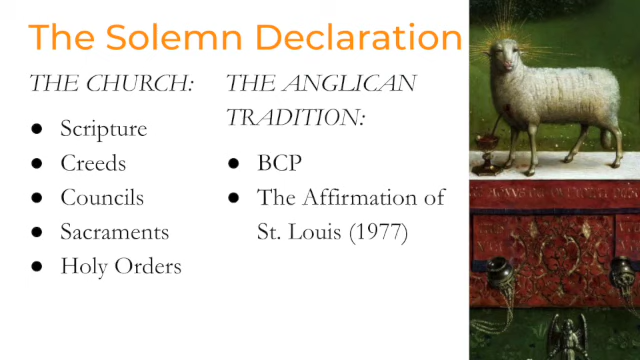 The Solemn Declaration
THE CHURCH:
● Scripture
● Creeds
● Councils
● Sacraments
● Holy Orders
THE ANGLICAN
TRADITION:
● BCP
● The Affirmation of
St. Louis (1977)